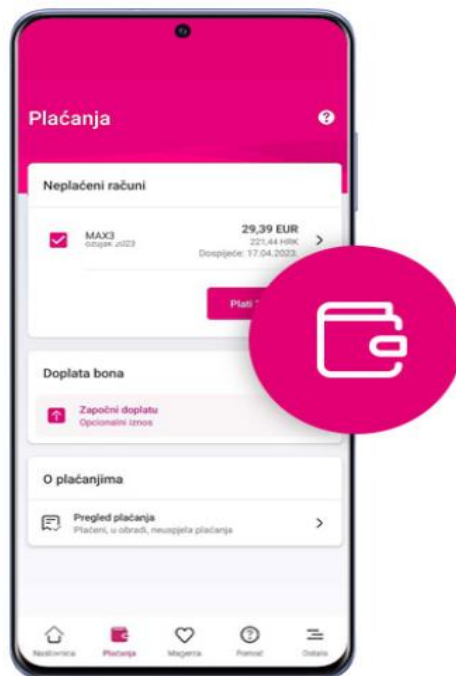 Plaćanja
Neplaćeni računi
MAX3
ožujak 2023
29,39 EUR
221,44 HRK
Dospijeće: 17.04.2023.
Plati
Doplata bona
Započni doplatu
Opcionalni iznos
O plaćanjima
Pregled plaćanja
Plaćeni, u obradi, neuspjela plaćanja
Naslovnica Plaćanja Magenta Pomoć Ostalo